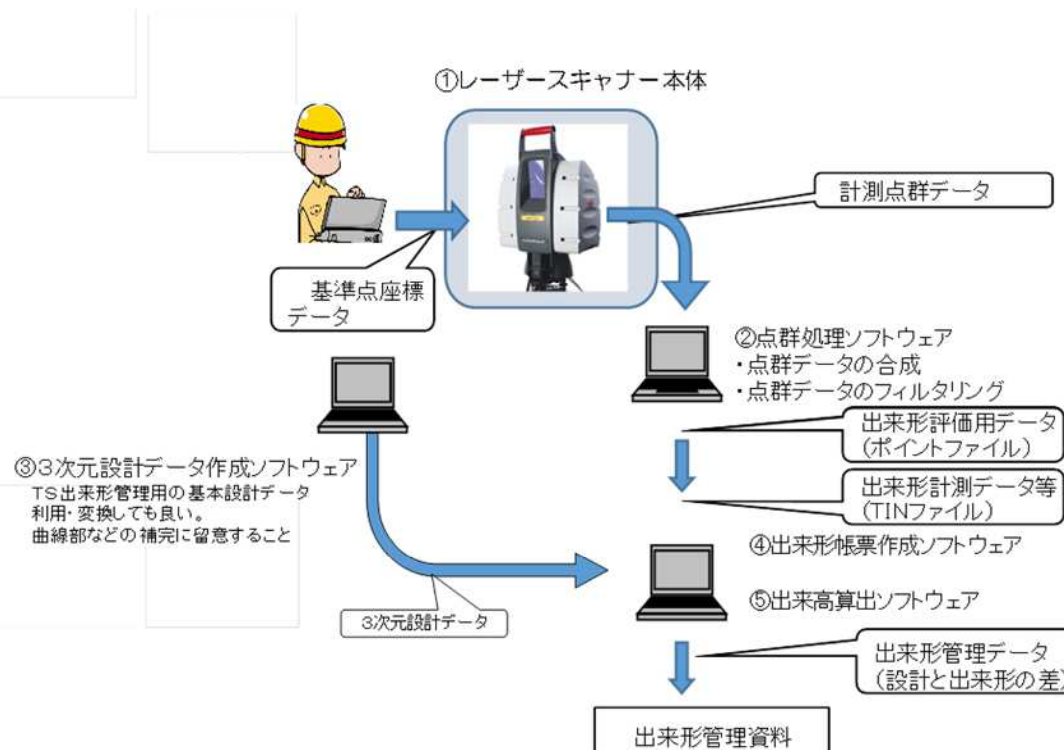 ①レーザースキャナー本体
計測点群データ
基準点座標
データ
②点群処理ソフトウェア
・点群データの合成
・点群データのフィルタリング
出来形評価用データ
(ポイントファイル)
③３次元設計データ作成ソフトウェア
TS出来形管理用の基本設計データ
利用・変換しても良い。
曲線部などの補完に留意すること
出来形計測データ等
(TINファイル)
④出来形帳票作成ソフトウェア
⑤出来高算出ソフトウェア
３次元設計データ
出来形管理データ
(設計と出来形の差)
出来形管理資料